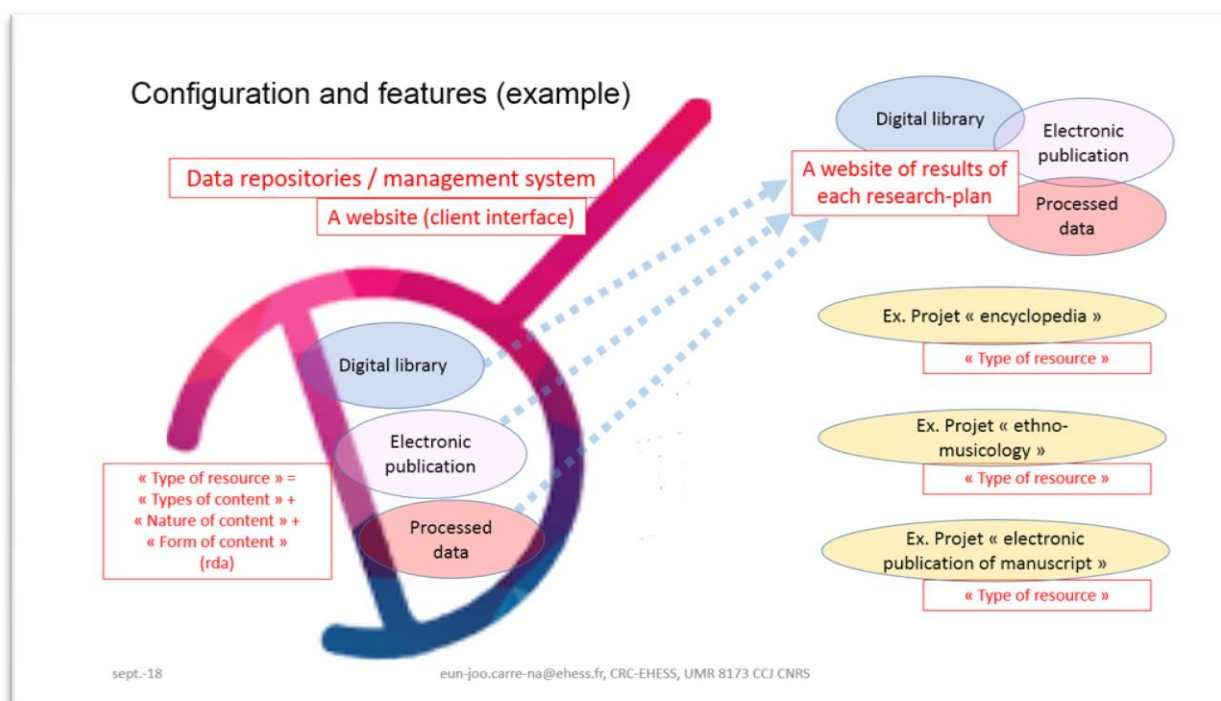 Configuration and features (example)
Data repositories / management system
A website (client interface)
Digital library
Electronic
publication
Processed
data
« Type of resource » =
« Types of content » +
« Nature of content » +
« Form of content »
(rda)
Digital library
Electronic
publication
A website of results of
each research-plan
Processed
data
Ex. Projet « encyclopedia »
« Type of resource »
Ex. Projet « ethno-
musicology »
« Type of resource »
Ex. Projet « electronic
publication of manuscript »
« Type of resource »
sept.-18
eun-joo.carre-na@ehess.fr, CRC-EHESS, UMR 8173 CCJ CNRS